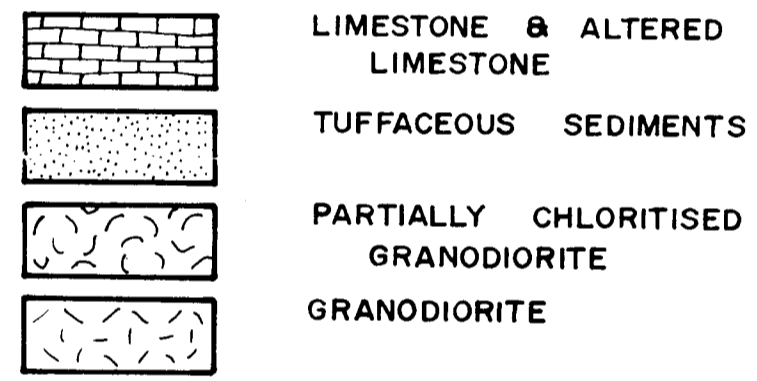 LIMESTONE & ALTERED
LIMESTONE
TUFFACEOUS SEDIMENTS
PARTIALLY CHLORITISED
GRANODIORITE
GRANODIORITE